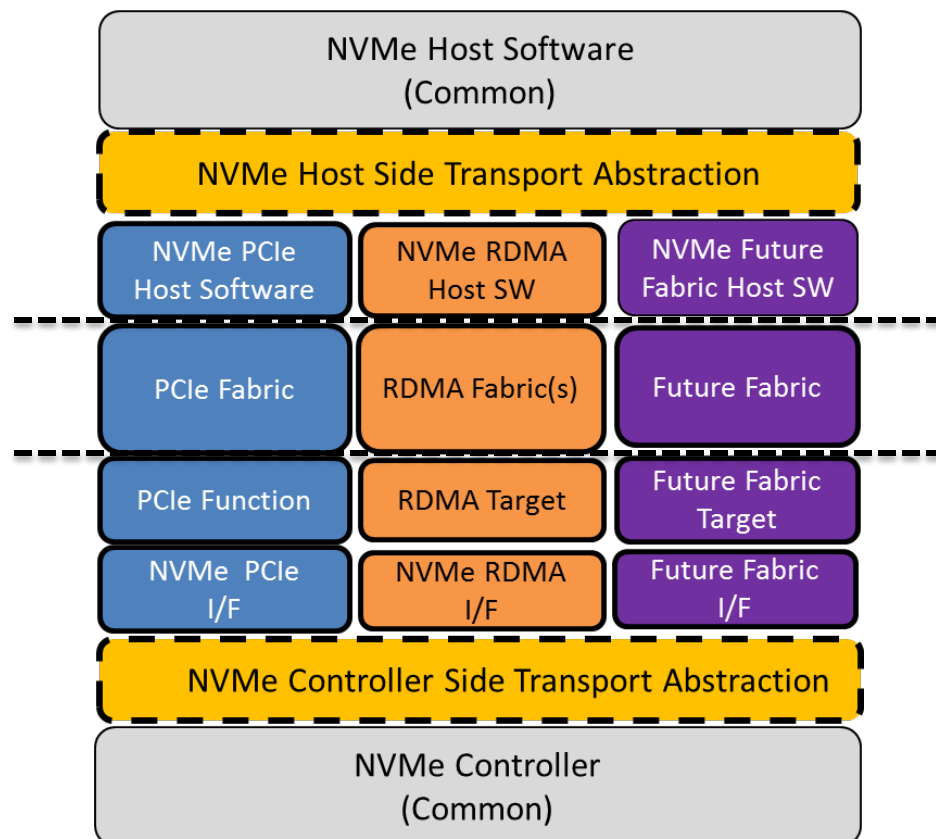 NVMe Host Software
(Common)
NVMe Host Side Transport Abstraction
NVMe PCIe
Host Software
NVMe RDMA
Host SW
NVMe Future
Fabric Host SW
PCIe Fabric
RDMA Fabric(s)
Future Fabric
PCIe Function
RDMA Target
Future Fabric
Target
NVMe PCIe
I/F
NVMe RDMA
I/F
Future Fabric
I/F
NVMe Controller Side Transport Abstraction
NVMe Controller
(Common)